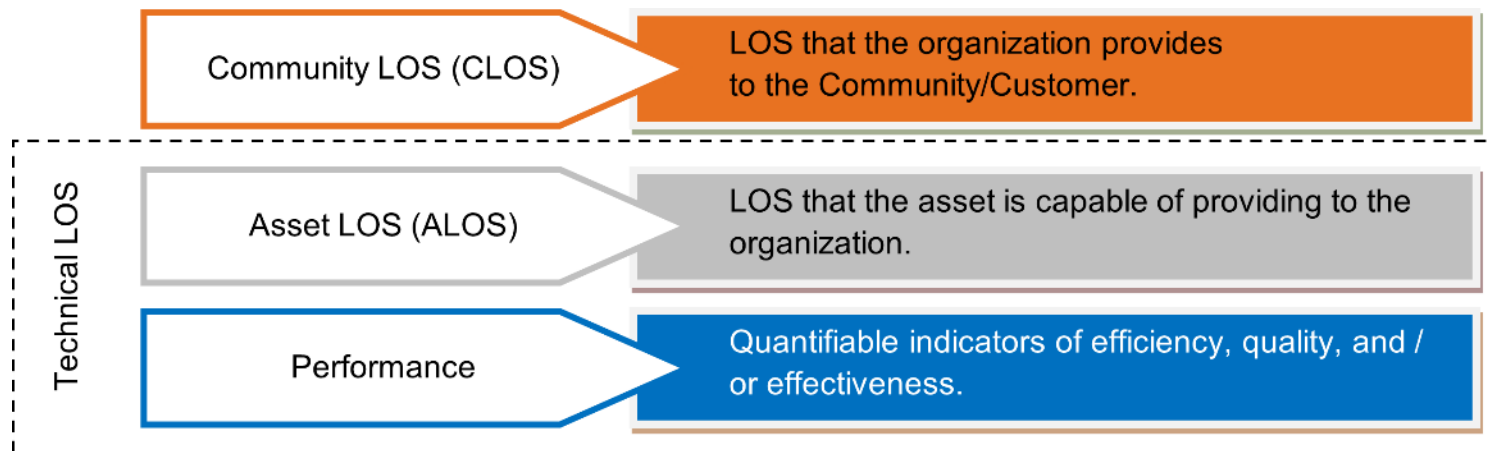 Community LOS (CLOS)
LOS that the organization provides
to the Community/Customer.
Technical LOS
Asset LOS (ALOS)
LOS that the asset is capable of providing to the
organization.
Performance
Quantifiable indicators of efficiency, quality, and /
or effectiveness.